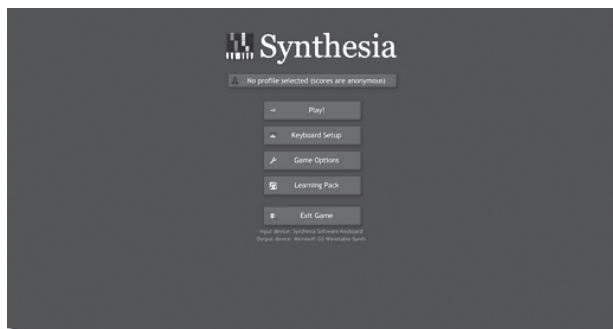 Synthesia
No profile selected (scores are anonymous)
Play!
Keyboard Setup
Game Options
Learning Pack
Exit Game
Input device: Synthesia Software Keyboard
Output device: Microsoft GS Wavetable Synth